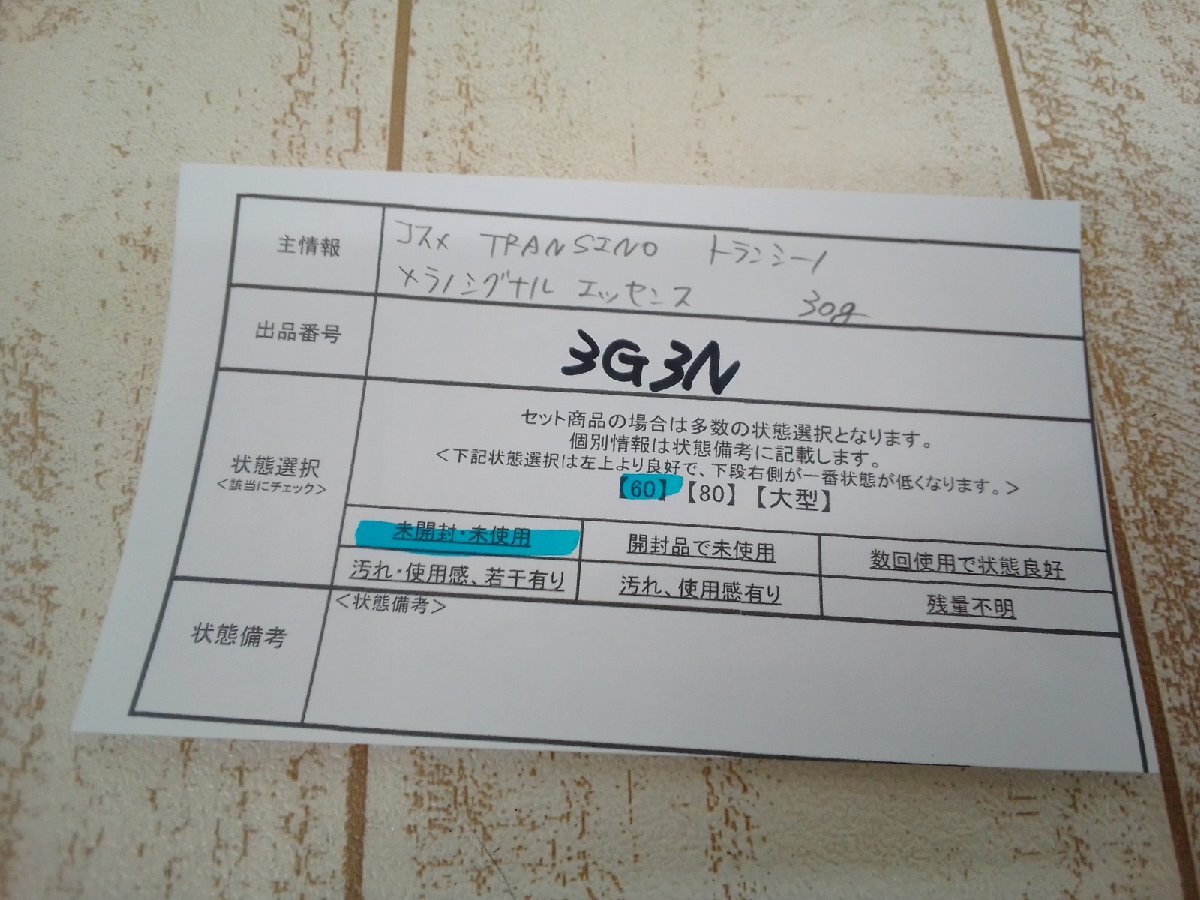 主情報
コスメ TRANSINO トランシーノ
メラノシグナル エッセンス 30g
出品番号
3G3N
状態選択
<該当にチェック>
セット商品の場合は多数の状態選択となります。
個別情報は状態備考に記載します。
<下記状態選択は左上より良好で、下段右側が一番状態が低くなります。>
【60】【80】【大型】
未開封・未使用
開封品で未使用
数回使用で状態良好
汚れ・使用感、若干有り
汚れ、使用感有り
残量不明
状態備考
<状態備考>